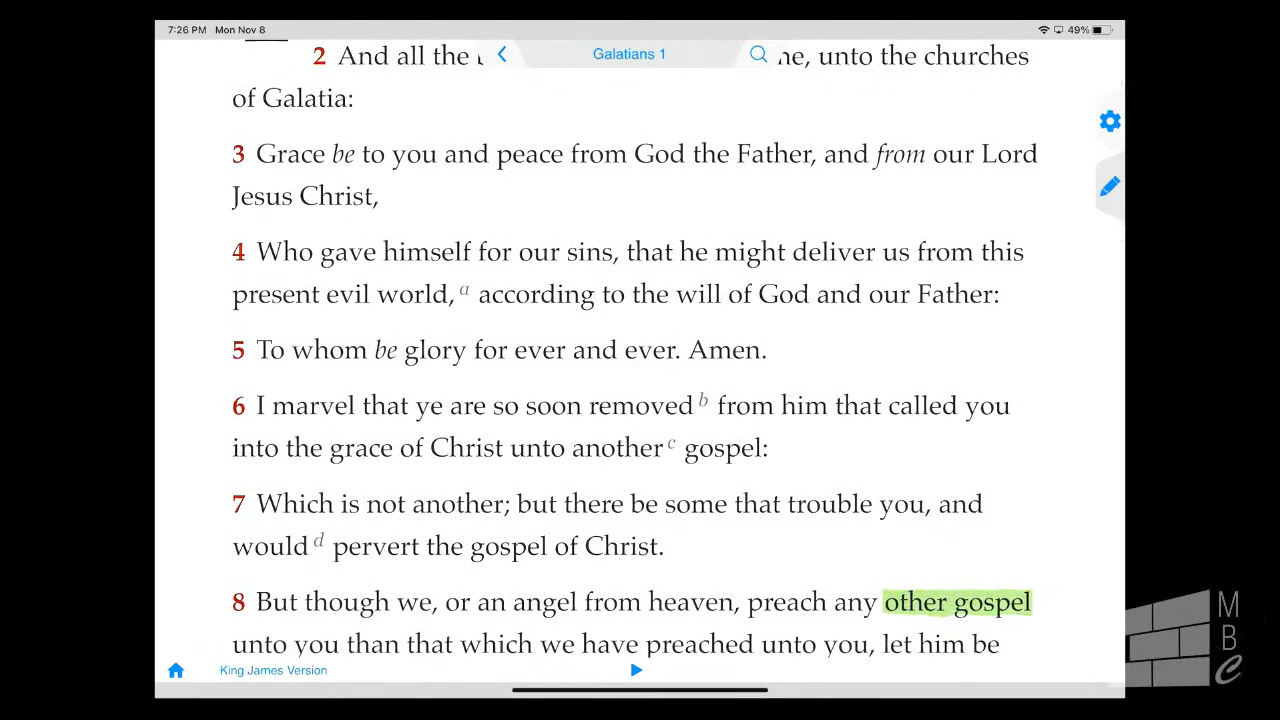 7:26 PM Mon Nov 8
49%
Galatians 1
2 And all the
unto the churches
of Galatia:
3 Grace be to you and peace from God the Father, and from our Lord
Jesus Christ,
4 Who gave himself for our sins, that he might deliver us from this
present evil world, a according to the will of God and our Father:
5 To whom be glory for ever and ever. Amen.
6 I marvel that ye are so soon removed b from him that called you
into the grace of Christ unto another c gospel:
7 Which is not another; but there be some that trouble you, and
would d pervert the gospel of Christ.
8 But though we, or an angel from heaven, preach any other gospel
unto you than that which we have preached unto you, let him be
King James Version
M
B
C